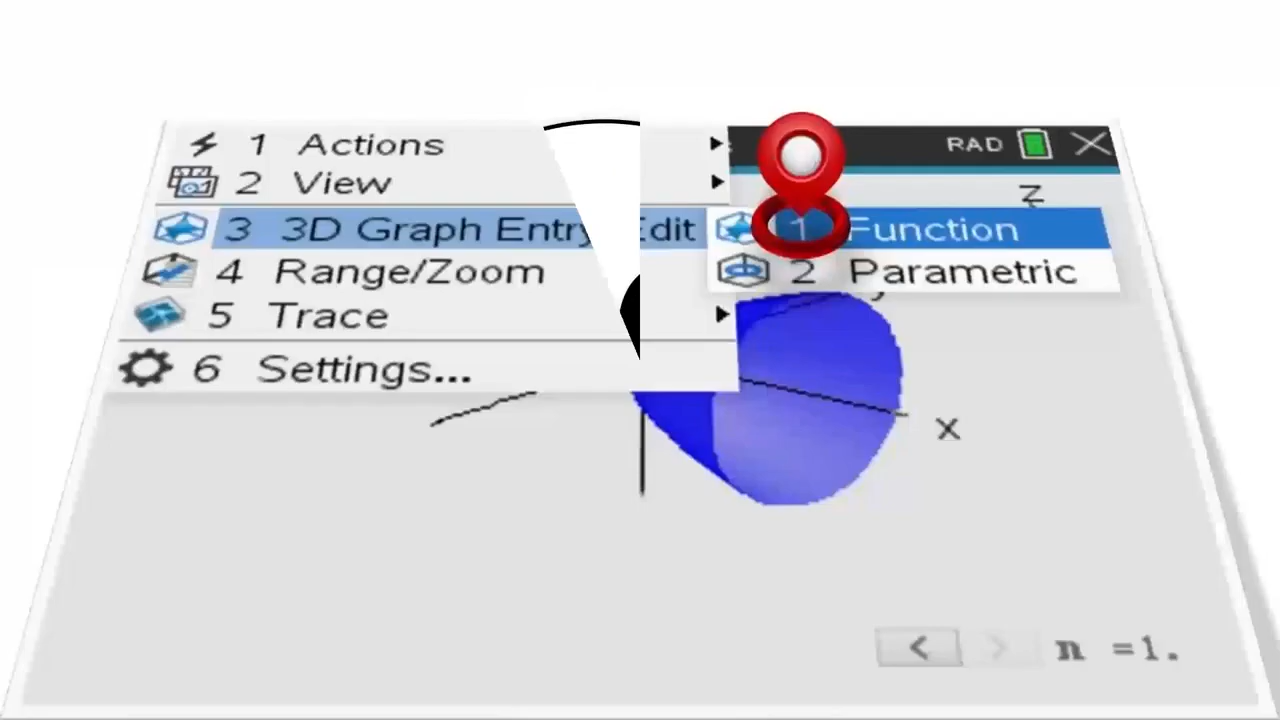 1 Actions
RAD
2 View
z
3 3D Graph Entry Edit
1 Function
4 Range/Zoom
2 Parametric
y
5 Trace
6 Settings...
x
< > n =1.